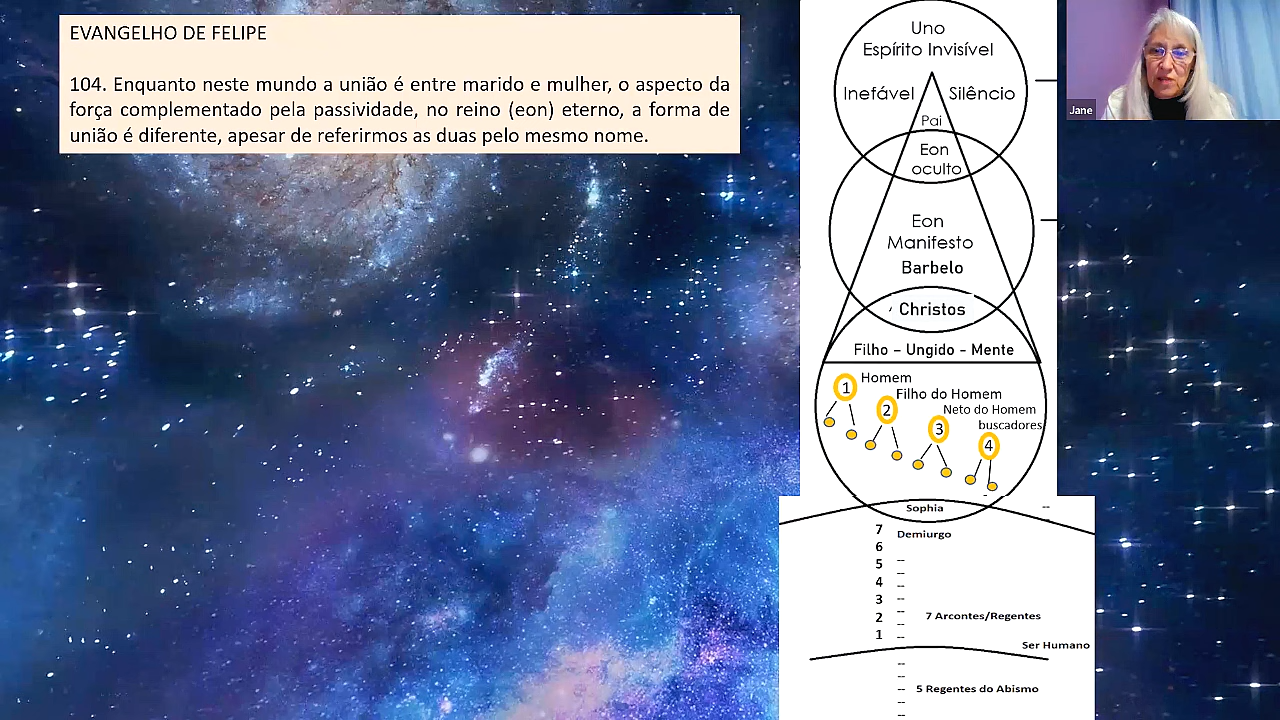 EVANGELHO DE FELIPE
104. Enquanto neste mundo a união é entre marido e mulher, o aspecto da
força complementado pela passividade, no reino (eon) eterno, a forma de
união é diferente, apesar de referirmos as duas pelo mesmo nome.
Uno
Espírito Invisível
Inefável
Silêncio
Pai
Eon
oculto
Eon
Manifesto
Barbelo
Christos
Filho – Ungido - Mente
1 Homem
2 Filho do Homem
3 Neto do Homem
4 buscadores
Sophia
7 Demiurgo
6
5
4
3
2 7 Arcontes/Regentes
1
Ser Humano
5 Regentes do Abismo
Jane